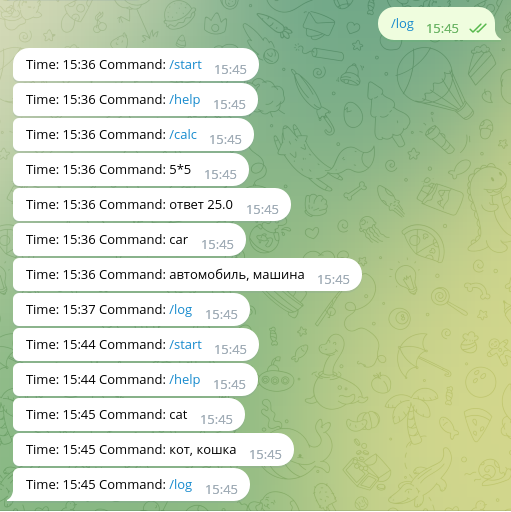 /log 15:45
Time: 15:36 Command: /start 15:45
Time: 15:36 Command: /help 15:45
Time: 15:36 Command: /calc 15:45
Time: 15:36 Command: 5*5 15:45
Time: 15:36 Command: ответ 25.0 15:45
Time: 15:36 Command: car 15:45
Time: 15:36 Command: автомобиль, машина 15:45
Time: 15:37 Command: /log 15:45
Time: 15:44 Command: /start 15:45
Time: 15:44 Command: /help 15:45
Time: 15:45 Command: cat 15:45
Time: 15:45 Command: кот, кошка 15:45
Time: 15:45 Command: /log 15:45